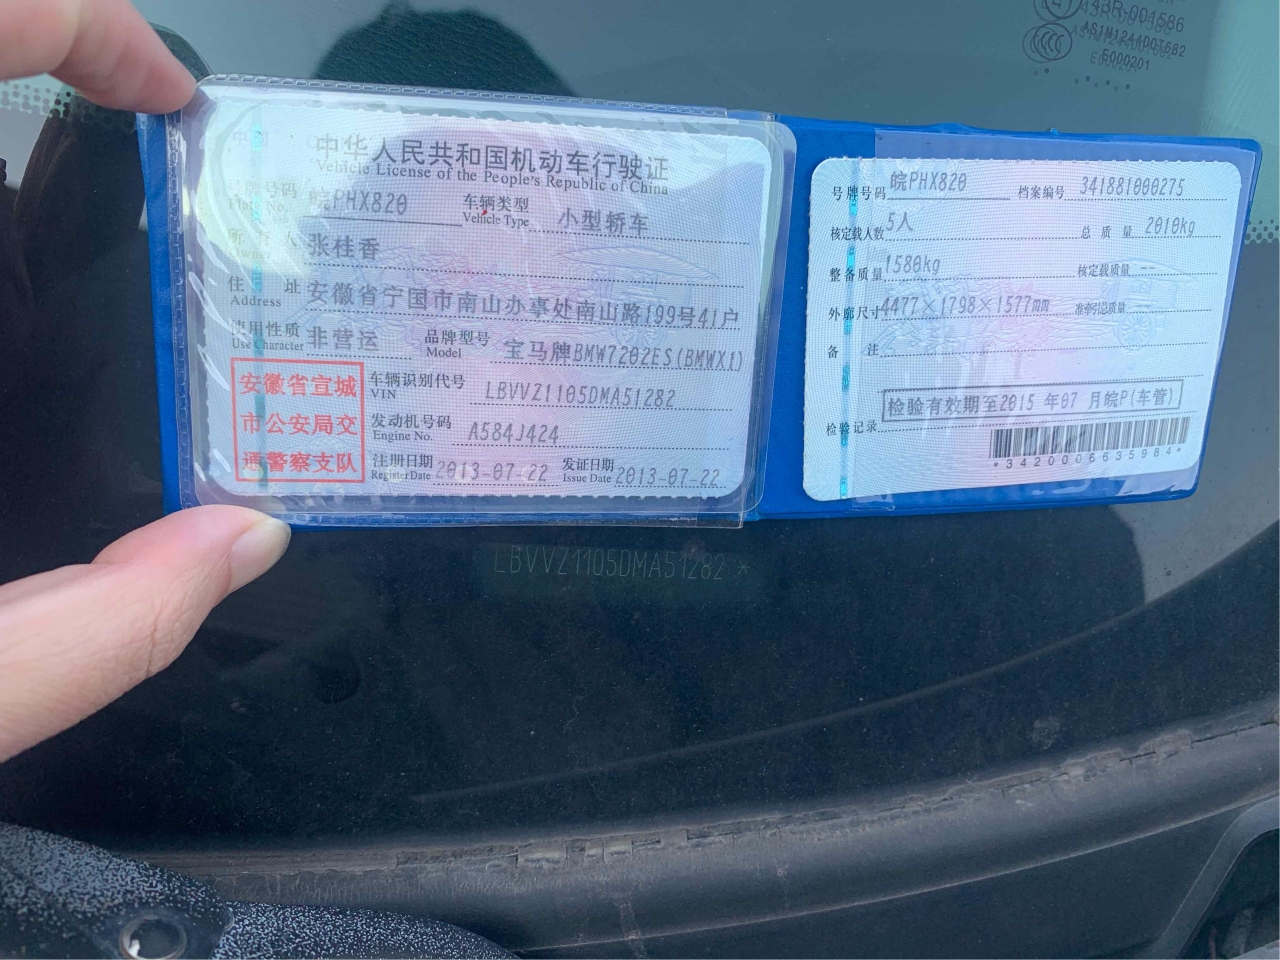 43R-001586
AS1M124400T682
E000201
中华人民共和国机动车行驶证
Vehicle License of the People's Republic of China
号牌号码 皖PHX820 车辆类型 小型轿车
Plate No. Vehicle Type
所有人 张桂香
Owner
住址 安徽省宁国市南山办事处南山路199号41户
Address
使用性质 非营运 品牌型号 宝马牌BMW7202ES(BMWX1)
Use Character Model
安徽省宣城
市公安局交
通警察支队
车辆识别代号 LBVVZ1105DMA51282
VIN
发动机号码 A584J424
Engine No.
注册日期 2013-07-22 发证日期 2013-07-22
Register Date Issue Date
号牌号码 皖PHX820 档案编号 341881000275
核定载人数 5人 总质量 2010kg
整备质量 1580kg 核定载质量 --
外廓尺寸 4477×1798×1577mm 准牵引总质量 --
备注
检验有效期至2015年07月皖P(车管)
检验记录
*3420006635984*
LBVVZ1105DMA51282*